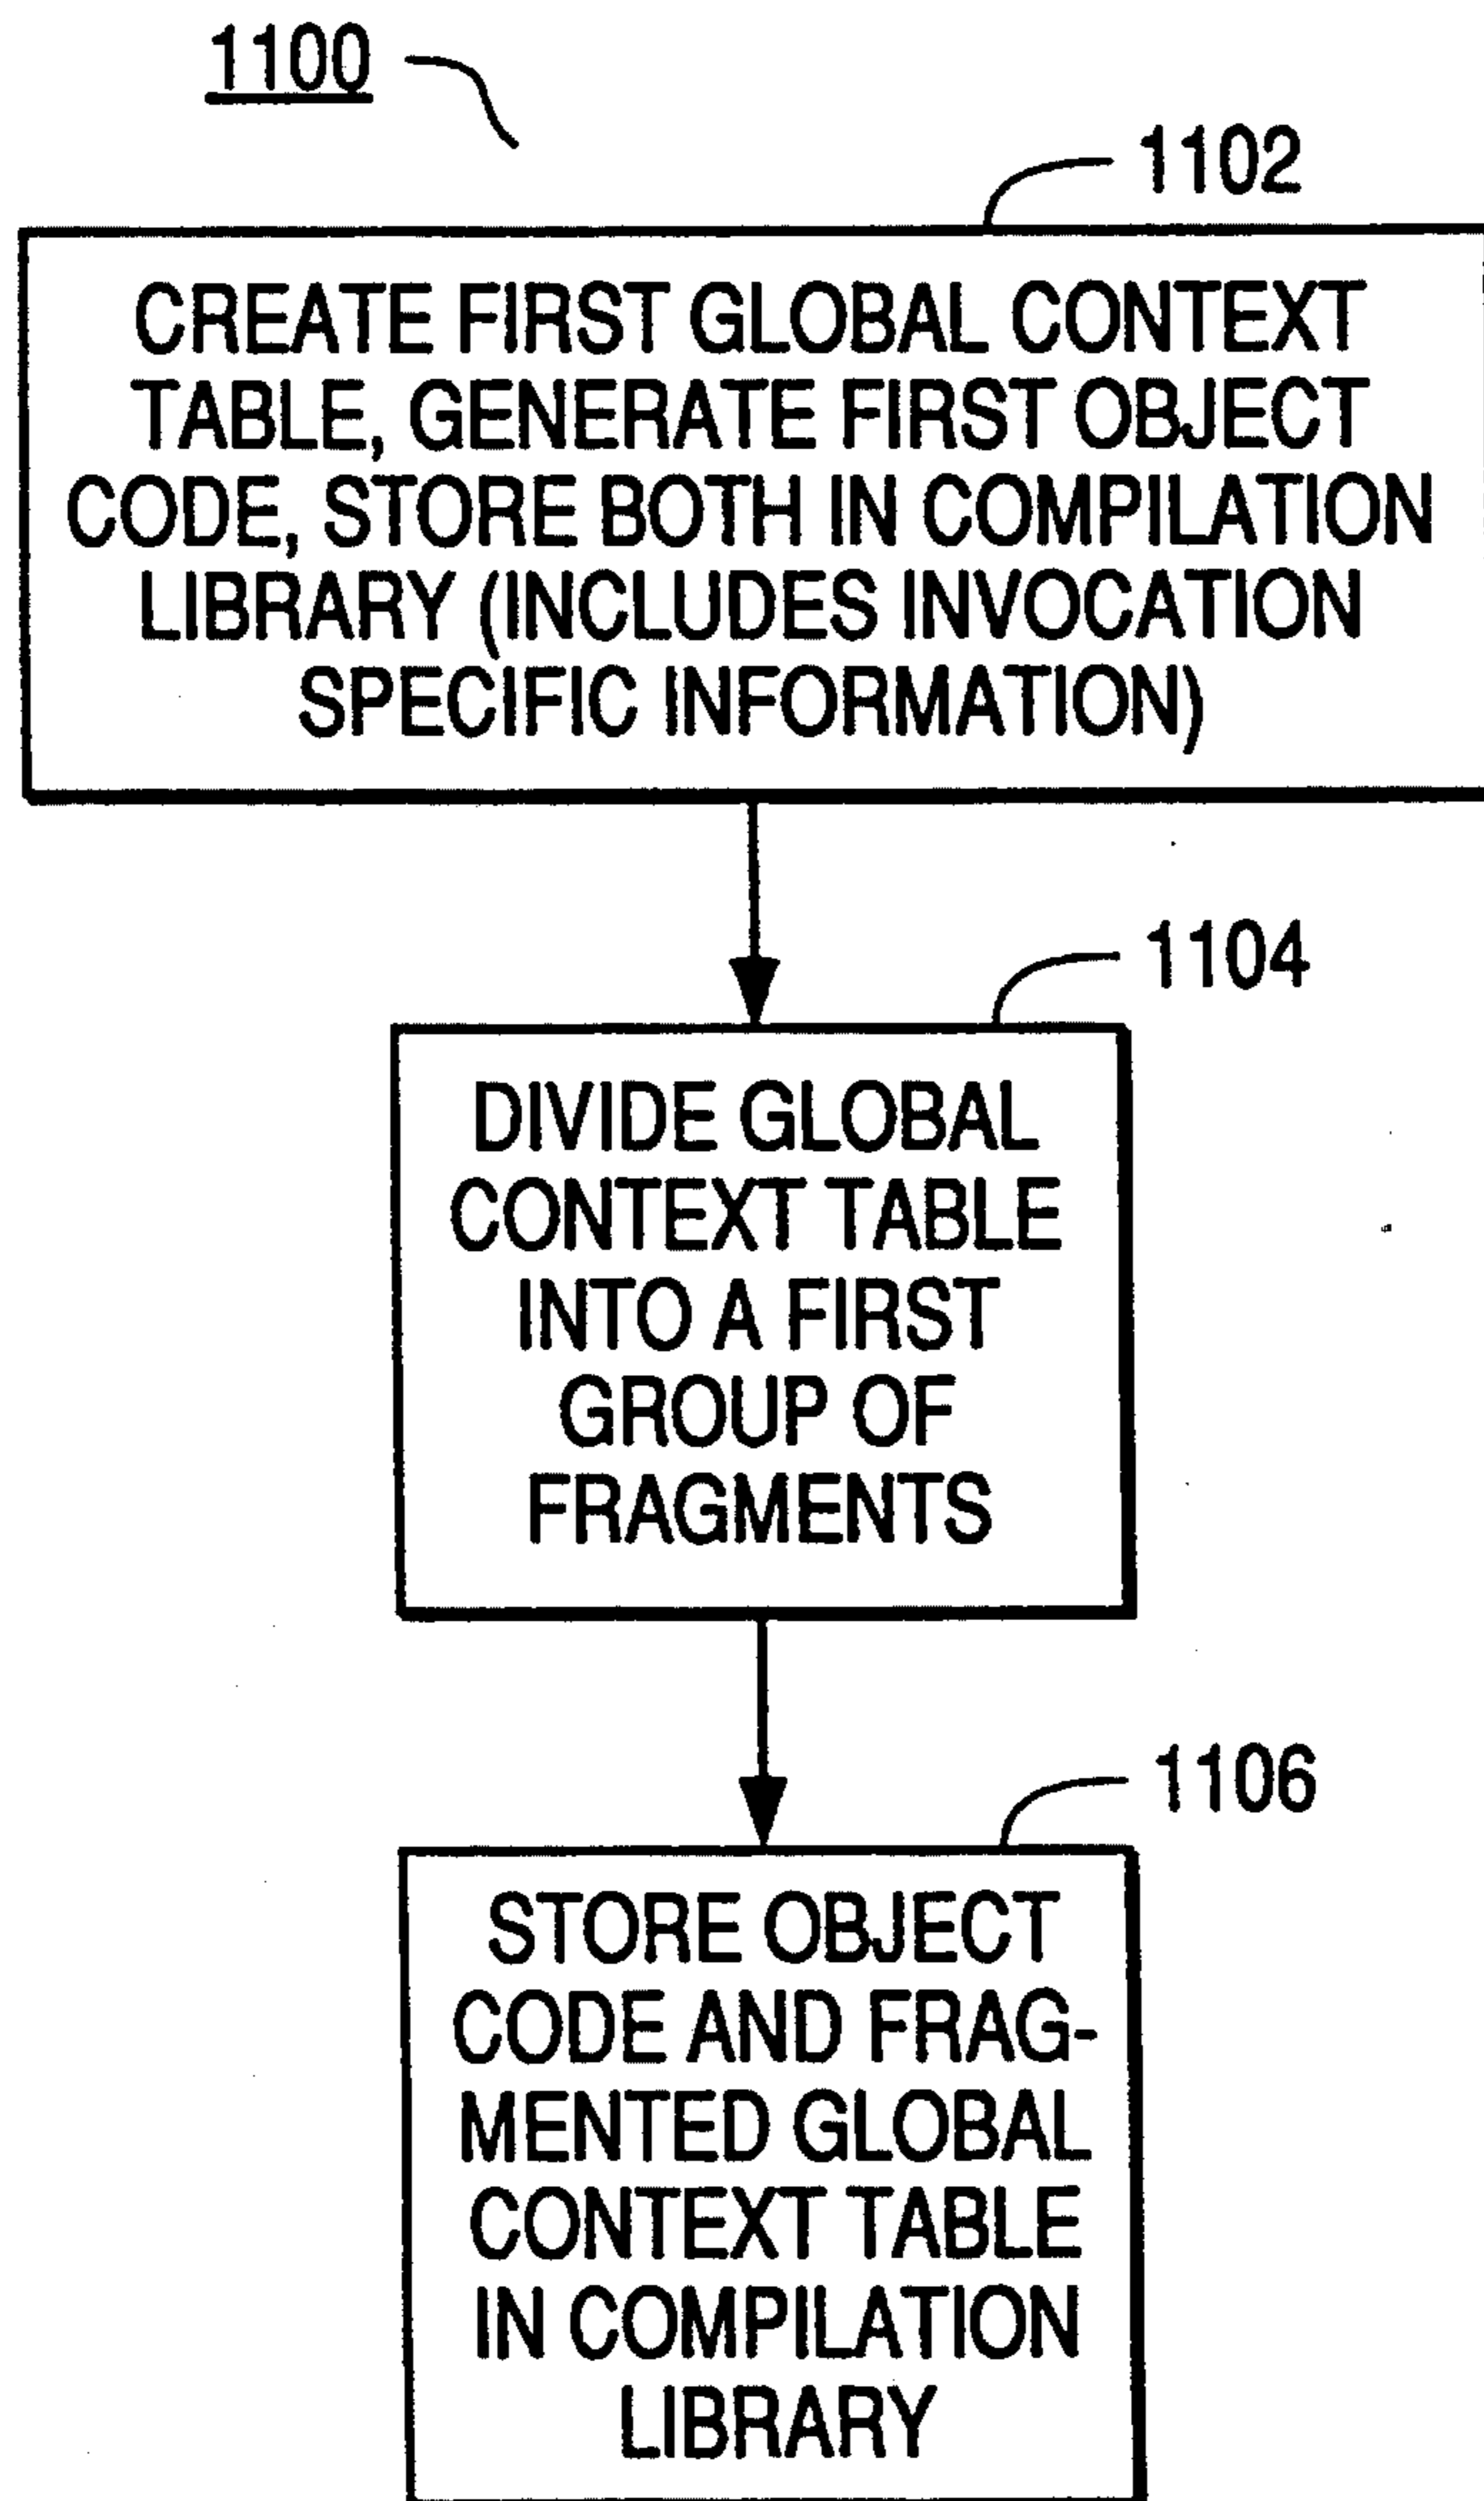 1100
1102
CREATE FIRST GLOBAL CONTEXT
TABLE, GENERATE FIRST OBJECT
CODE, STORE BOTH IN COMPILATION
LIBRARY (INCLUDES INVOCATION
SPECIFIC INFORMATION)
1104
DIVIDE GLOBAL
CONTEXT TABLE
INTO A FIRST
GROUP OF
FRAGMENTS
1106
STORE OBJECT
CODE AND FRAG-
MENTED GLOBAL
CONTEXT TABLE
IN COMPILATION
LIBRARY